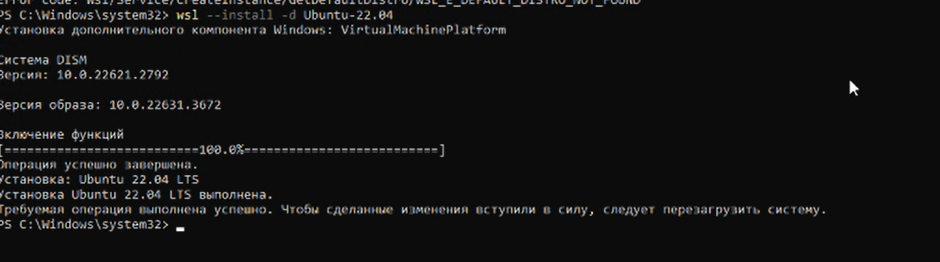 Error code: Wsl/Service/CreateInstance/GetDefaultDistro/WSL_E_DEFAULT_DISTRO_NOT_FOUND
PS C:\Windows\system32> wsl --install -d Ubuntu-22.04
Установка дополнительного компонента Windows: VirtualMachinePlatform
Cистема DISM
Версия: 10.0.22621.2792
Версия образа: 10.0.22631.3672
Включение функций
[==========================100.0%==========================]
Операция успешно завершена.
Установка: Ubuntu 22.04 LTS
Установка Ubuntu 22.04 LTS выполнена.
Требуемая операция выполнена успешно. Чтобы сделанные изменения вступили в силу, следует перезагрузить систему.
PS C:\Windows\system32>